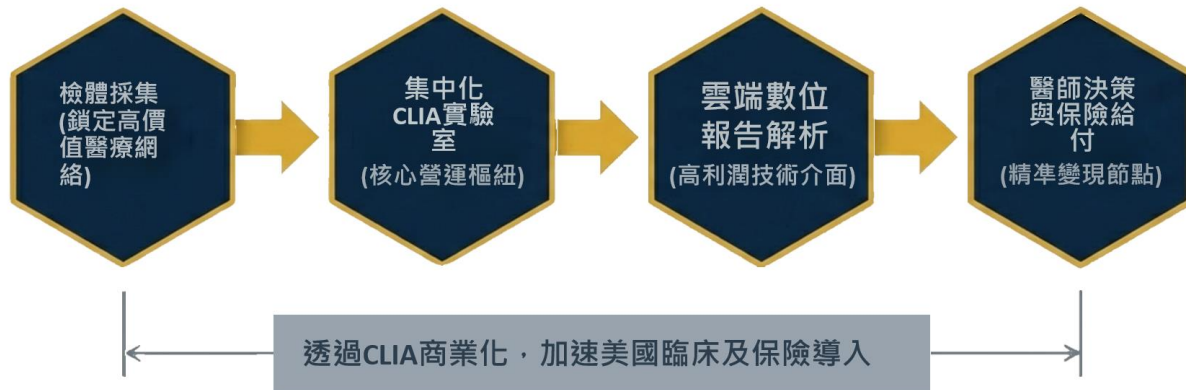 檢體採集
(鎖定高價
值醫療網
絡)
集中化
CLIA實驗
室
(核心營運樞紐)
雲端數位
報告解析
(高利潤技術介面)
醫師決策
與保險給
付
(精準變現節點)
透過CLIA商業化，加速美國臨床及保險導入